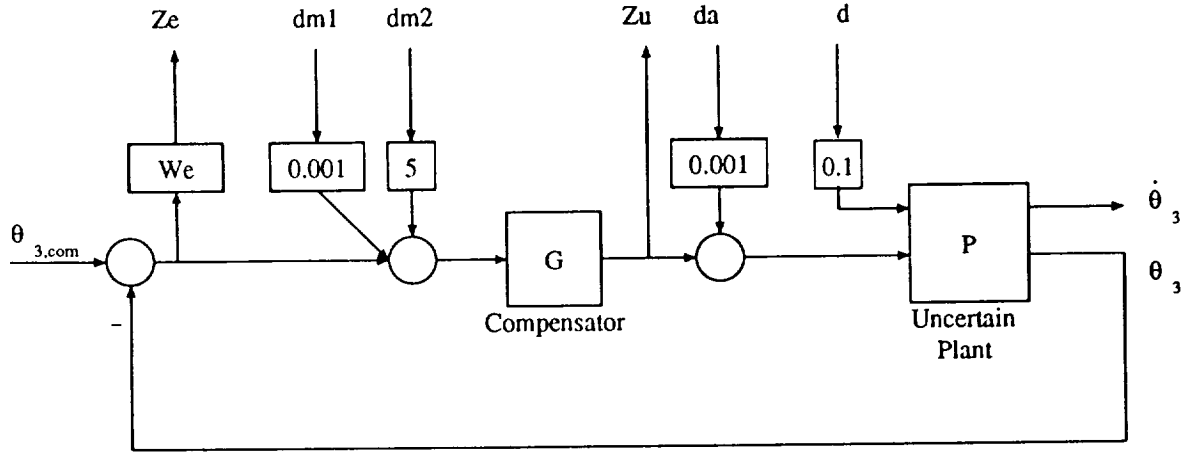 Ze dm1 dm2 Zu da d
We 0.001 5 0.001 0.1
θ 3,com
G
P
θ̇ 3
θ 3
−
Compensator
Uncertain
Plant